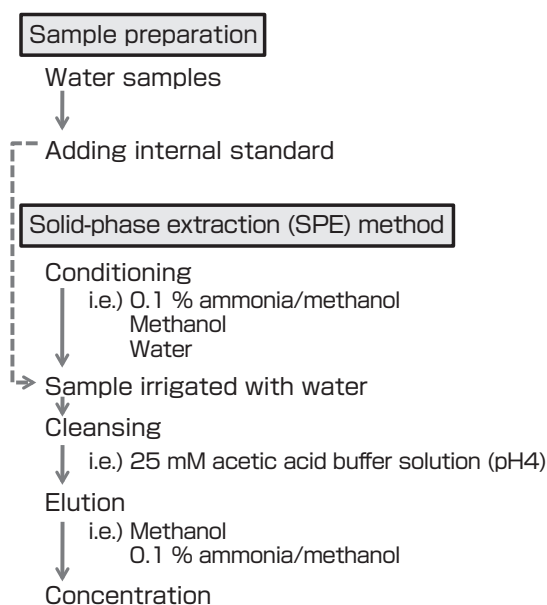 Sample preparation
Water samples
Adding internal standard
Solid-phase extraction (SPE) method
Conditioning
i.e.) 0.1 % ammonia/methanol
Methanol
Water
Sample irrigated with water
Cleansing
i.e.) 25 mM acetic acid buffer solution (pH4)
Elution
i.e.) Methanol
0.1 % ammonia/methanol
Concentration